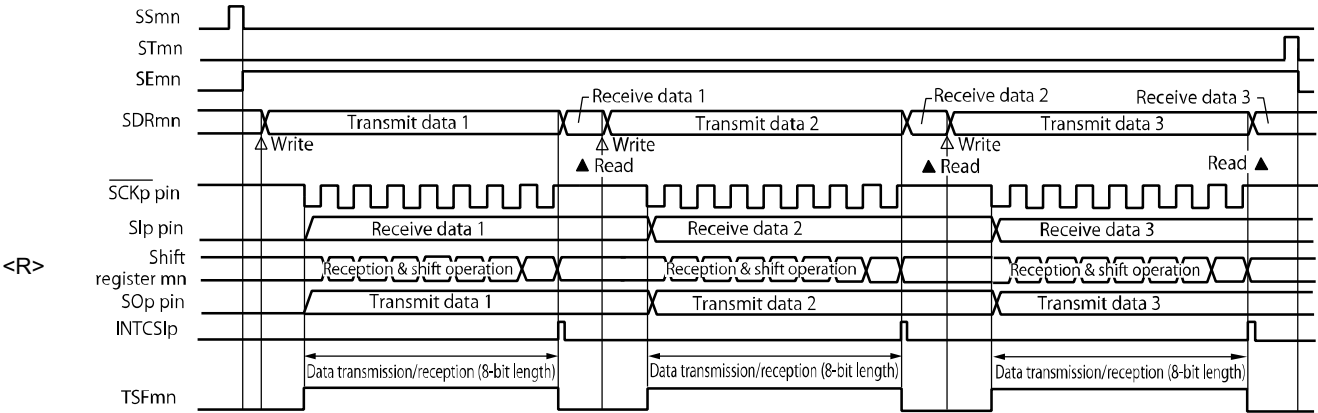 SSmn
STmn
SEmn
Receive data 1
Receive data 2
Receive data 3
SDRmn
Transmit data 1
Transmit data 2
Transmit data 3
Write
Write
Write
Read
Read
Read
SCKp pin
SIp pin
Receive data 1
Receive data 2
Receive data 3
<R>
Shift
register mn
Reception & shift operation
Reception & shift operation
Reception & shift operation
SOp pin
Transmit data 1
Transmit data 2
Transmit data 3
INTCSIp
Data transmission/reception (8-bit length)
Data transmission/reception (8-bit length)
Data transmission/reception (8-bit length)
TSFmn